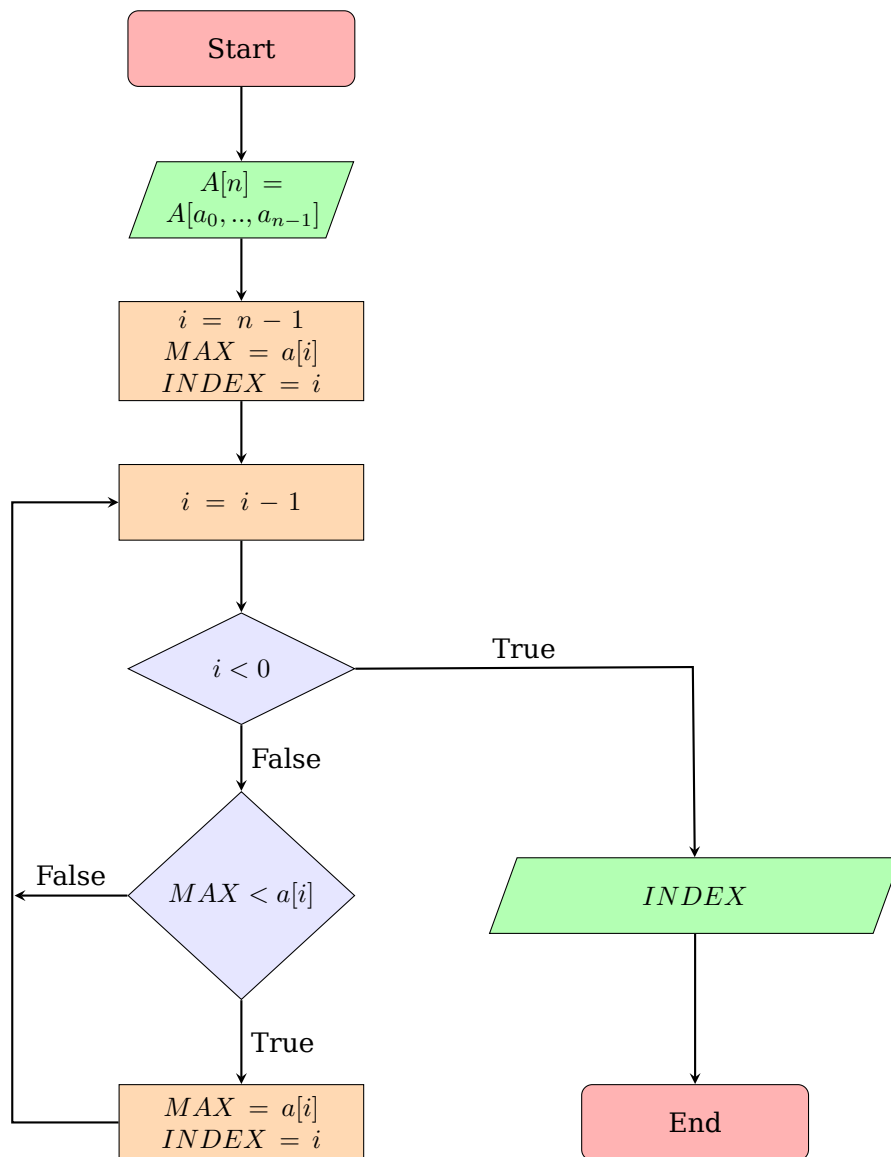 Start
A[n] =
A[a₀, .., aₙ₋₁]
i = n − 1
MAX = a[i]
INDEX = i
i = i − 1
i < 0
True
False
MAX < a[i]
False
True
MAX = a[i]
INDEX = i
INDEX
End